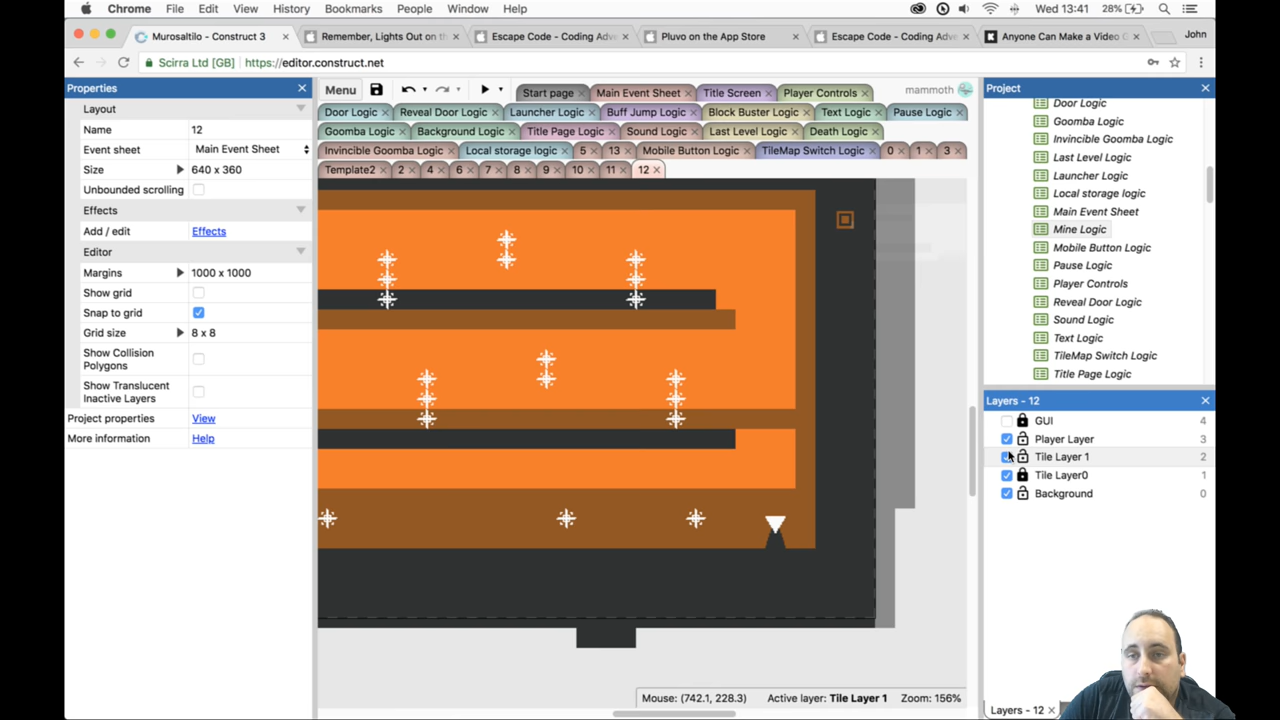 Chrome File Edit View History Bookmarks People Window Help Wed 13:41 28%
Murosaltilo - Construct 3 × Remember, Lights Out on th × Escape Code - Coding Adve × Pluvo on the App Store × Escape Code - Coding Adve × Anyone Can Make a Video G × John
Scirra Ltd [GB] https://editor.construct.net
Properties ×
Layout
Name 12
Event sheet Main Event Sheet
Size 640 x 360
Unbounded scrolling
Effects
Add / edit Effects
Editor
Margins 1000 x 1000
Show grid
Snap to grid
Grid size 8 x 8
Show Collision
Polygons
Show Translucent
Inactive Layers
Project properties View
More information Help
Menu Start page × Main Event Sheet × Title Screen × Player Controls × mammoth
Door Logic × Reveal Door Logic × Launcher Logic × Buff Jump Logic × Block Buster Logic × Text Logic × Pause Logic ×
Goomba Logic × Background Logic × Title Page Logic × Sound Logic × Last Level Logic × Death Logic ×
Invincible Goomba Logic × Local storage logic × 5 × 13 × Mobile Button Logic × TileMap Switch Logic × 0 × 1 × 3 ×
Template2 × 2 × 4 × 6 × 7 × 8 × 9 × 10 × 11 × 12 ×
Mouse: (742.1, 228.3) Active layer: Tile Layer 1 Zoom: 156%
Project ×
Door Logic
Goomba Logic
Invincible Goomba Logic
Last Level Logic
Launcher Logic
Local storage logic
Main Event Sheet
Mine Logic
Mobile Button Logic
Pause Logic
Player Controls
Reveal Door Logic
Sound Logic
Text Logic
TileMap Switch Logic
Title Page Logic
Layers - 12 ×
GUI 4
Player Layer 3
Tile Layer 1 2
Tile Layer0 1
Background 0
Layers - 12 ×